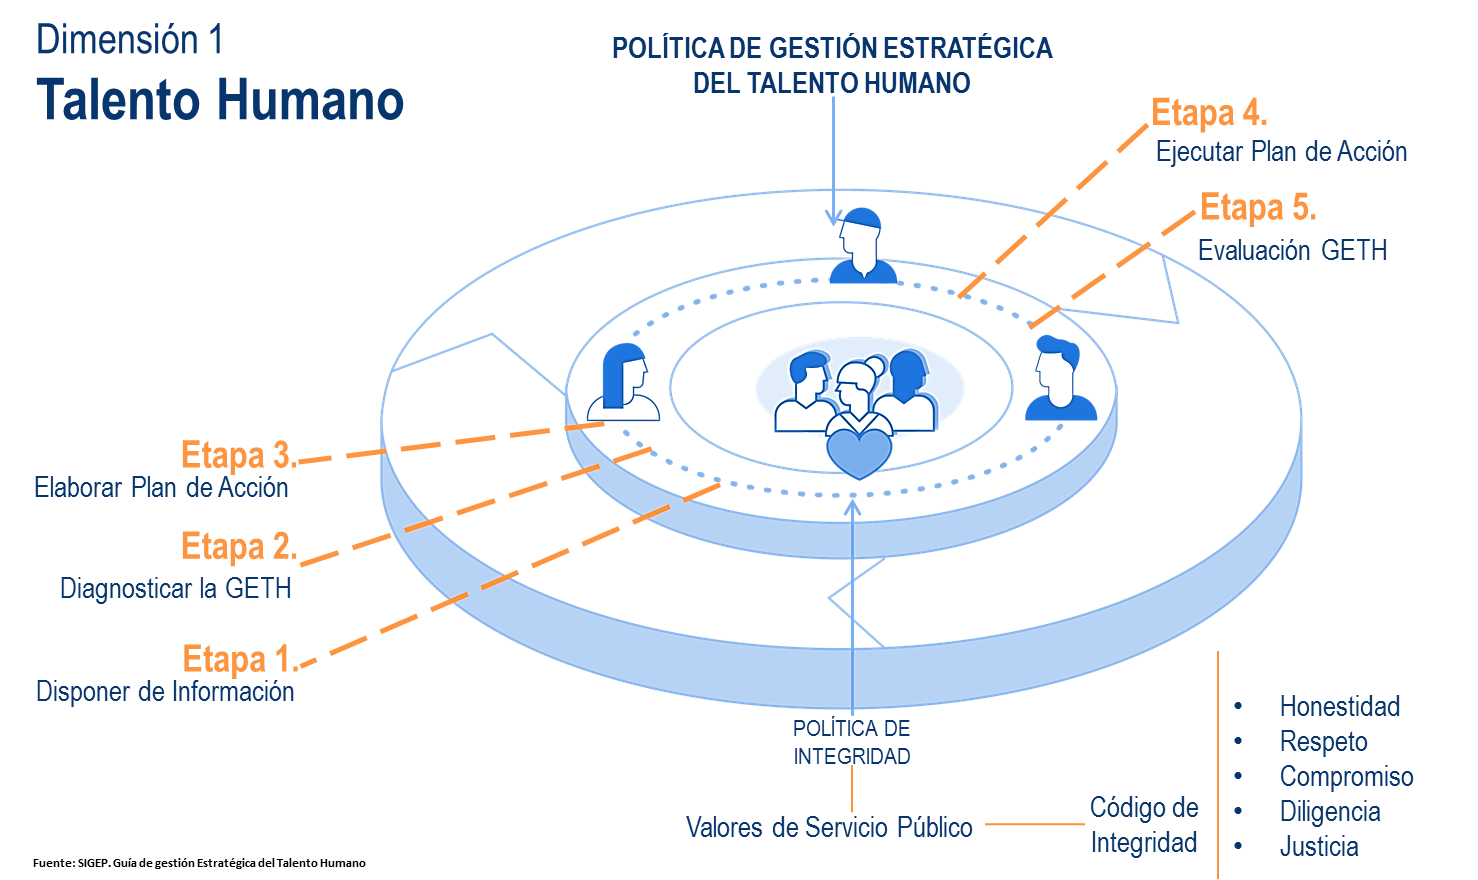 Dimensión 1
Talento Humano
POLÍTICA DE GESTIÓN ESTRATÉGICA
DEL TALENTO HUMANO
Etapa 4.
Ejecutar Plan de Acción
Etapa 5.
Evaluación GETH
Etapa 3.
Elaborar Plan de Acción
Etapa 2.
Diagnosticar la GETH
Etapa 1.
Disponer de Información
POLÍTICA DE
INTEGRIDAD
Valores de Servicio Público
Código de
Integridad
• Honestidad
• Respeto
• Compromiso
• Diligencia
• Justicia
Fuente: SIGEP. Guía de gestión Estratégica del Talento Humano